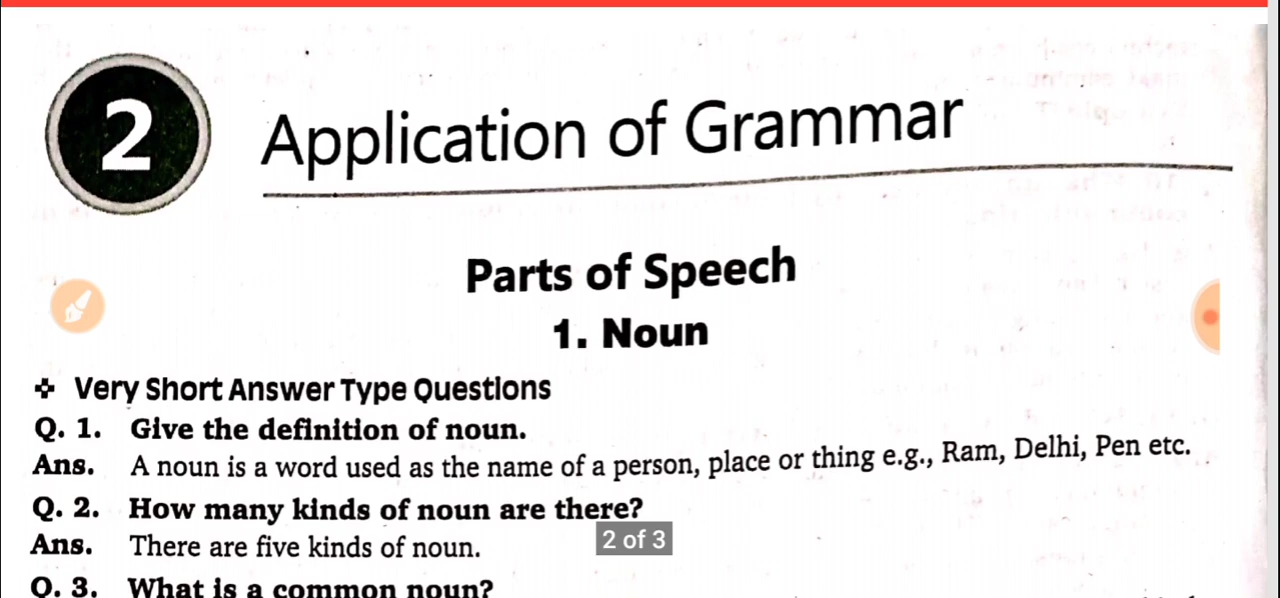 2
Application of Grammar
Parts of Speech
1. Noun
Very Short Answer Type Questions
Q. 1. Give the definition of noun.
Ans. A noun is a word used as the name of a person, place or thing e.g., Ram, Delhi, Pen etc.
Q. 2. How many kinds of noun are there?
Ans. There are five kinds of noun.
2 of 3
Q. 3. What is a common noun?